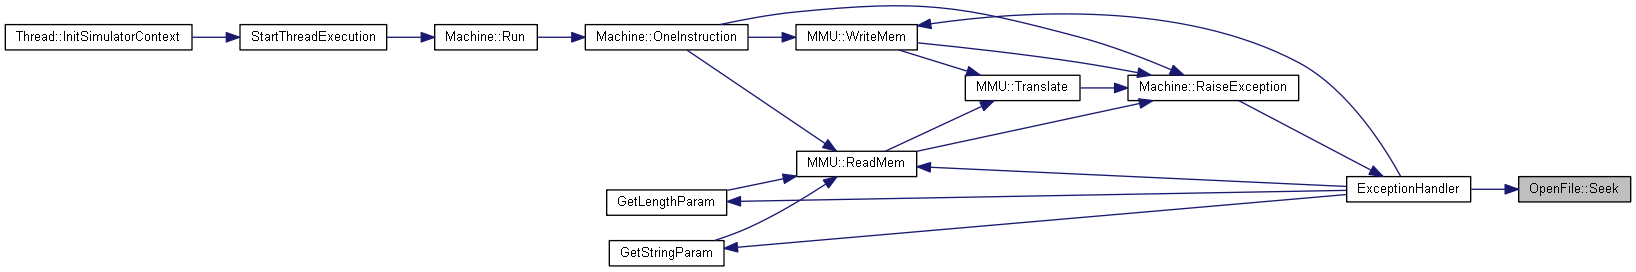 Thread::InitSimulatorContext
StartThreadExecution
Machine::Run
Machine::OneInstruction
MMU::WriteMem
MMU::Translate
Machine::RaiseException
MMU::ReadMem
GetLengthParam
GetStringParam
ExceptionHandler
OpenFile::Seek